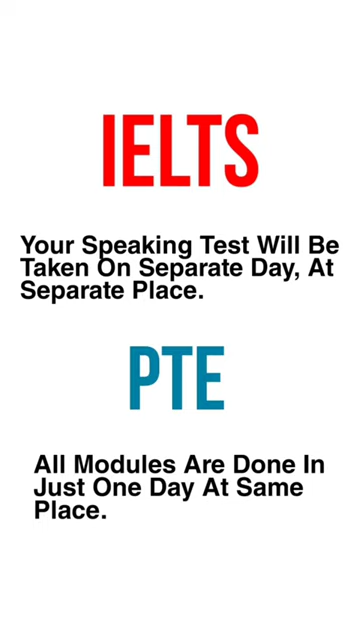 IELTS
Your Speaking Test Will Be
Taken On Separate Day, At
Separate Place.
PTE
All Modules Are Done In
Just One Day At Same
Place.